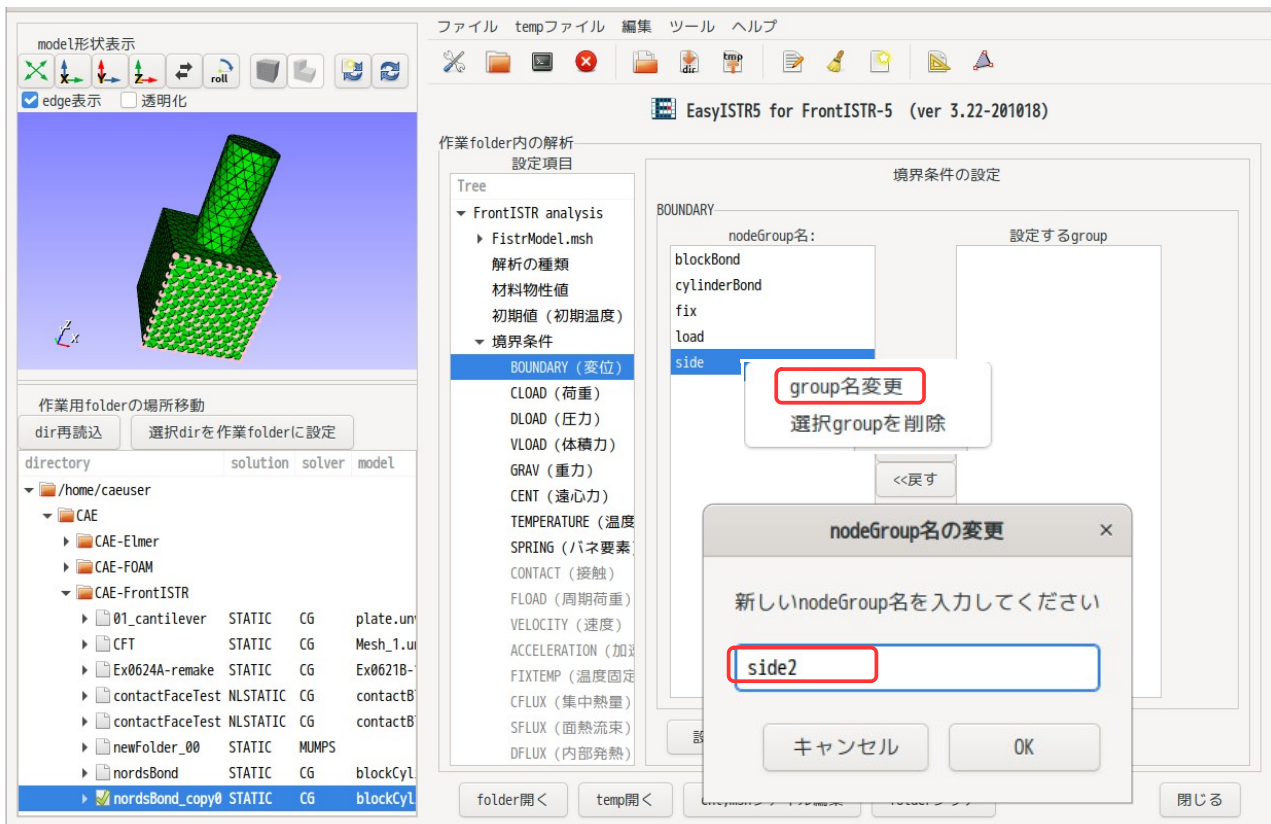 model形状表示
roll
edge表示 透明化
作業用folderの場所移動
dir再読込 選択dirを作業folderに設定
directory solution solver model
/home/caeuser
CAE
CAE-Elmer
CAE-FOAM
CAE-FrontISTR
01_cantilever STATIC CG plate.un
CFT STATIC CG Mesh_1.u
Ex0624A-remake STATIC CG Ex0621B-
contactFaceTest NLSTATIC CG contactB
contactFaceTest NLSTATIC CG contactB
newFolder_00 STATIC MUMPS
nordsBond STATIC CG blockCyl
nordsBond_copy0 STATIC CG blockCyl
ファイル tempファイル 編集 ツール ヘルプ
dir tmp
EasyISTR5 for FrontISTR-5 (ver 3.22-201018)
作業folder内の解析
設定項目
Tree
FrontISTR analysis
FistrModel.msh
解析の種類
材料物性値
初期値 (初期温度)
境界条件
BOUNDARY (変位)
CLOAD (荷重)
DLOAD (圧力)
VLOAD (体積力)
GRAV (重力)
CENT (遠心力)
TEMPERATURE (温度
SPRING (バネ要素
CONTACT (接触)
FLOAD (周期荷重)
VELOCITY (速度)
ACCELERATION (加
FIXTEMP (温度固定
CFLUX (集中熱量)
SFLUX (面熱流束)
DFLUX (内部発熱)
境界条件の設定
BOUNDARY
nodeGroup名: 設定するgroup
blockBond
cylinderBond
fix
load
side
group名変更
選択groupを削除
<<戻す
nodeGroup名の変更 ×
新しいnodeGroup名を入力してください
side2
キャンセル OK
folder開く temp開く 閉じる